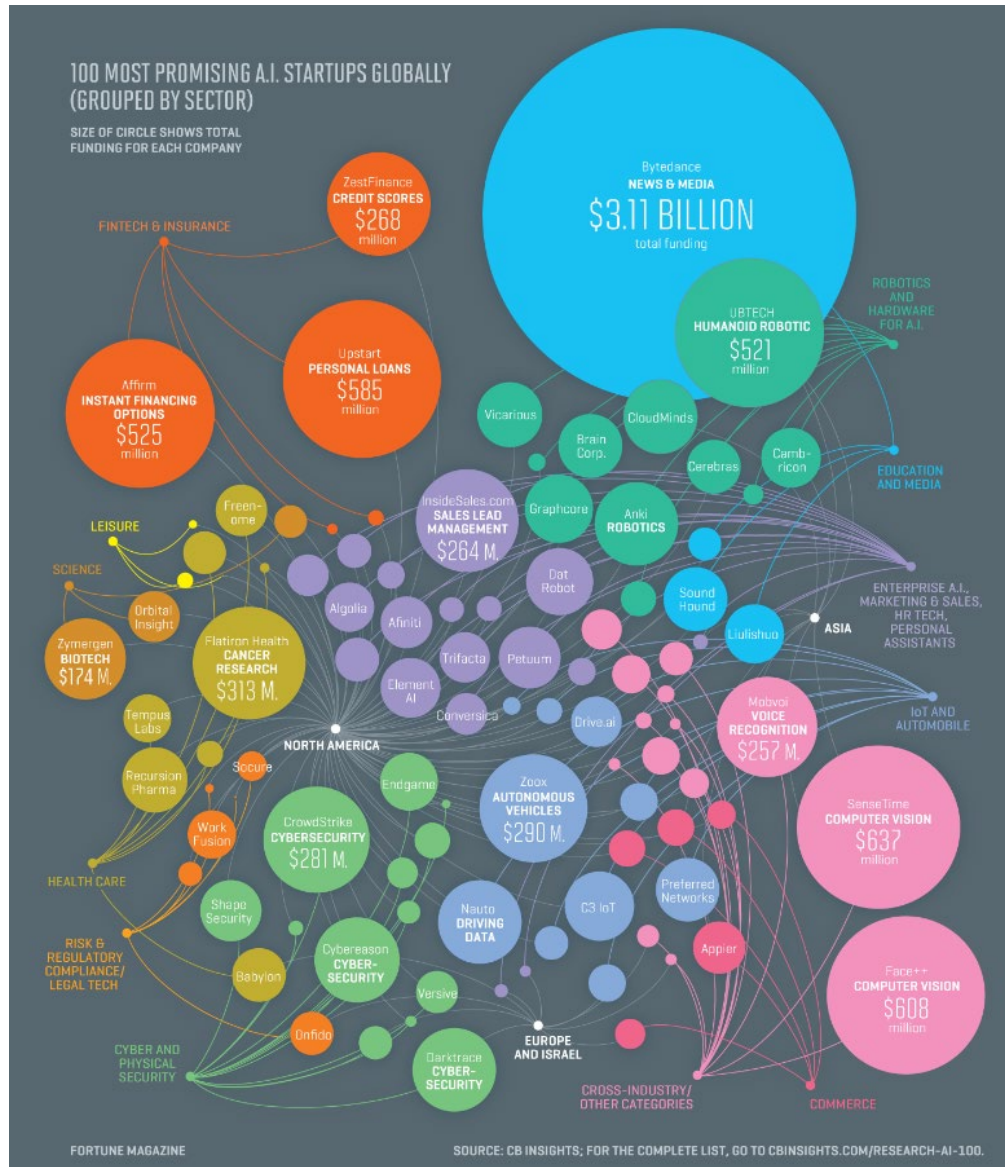 100 MOST PROMISING A.I. STARTUPS GLOBALLY
(GROUPED BY SECTOR)
SIZE OF CIRCLE SHOWS TOTAL
FUNDING FOR EACH COMPANY
Bytedance
NEWS & MEDIA
$3.11 BILLION
total funding
ZestFinance
CREDIT SCORES
$268
million
FINTECH & INSURANCE
ROBOTICS
AND
HARDWARE
FOR A.I.
UBTECH
HUMANOID ROBOTIC
$521
million
Upstart
PERSONAL LOANS
$585
million
Affirm
INSTANT FINANCING
OPTIONS
$525
million
Vicarious
CloudMinds
Brain
Corp.
Cerebras
Camb-
ricon
EDUCATION
AND MEDIA
InsideSales.com
SALES LEAD
MANAGEMENT
$264 M.
Graphcore
Anki
ROBOTICS
Freen-
ome
LEISURE
SCIENCE
Dot
Robot
ENTERPRISE A.I.,
MARKETING & SALES,
HR TECH,
PERSONAL
ASSISTANTS
Sound
Hound
Algolia
Afiniti
Orbital
Insight
ASIA
Liulishuo
Zymergen
BIOTECH
$174 M.
Flatiron Health
CANCER
RESEARCH
$313 M.
Trifacta
Petuum
Element
AI
Mobvoi
VOICE
RECOGNITION
$257 M.
IoT AND
AUTOMOBILE
Tempus
Labs
Conversica
Drive.ai
NORTH AMERICA
Recursion
Pharma
Socure
Endgame
Zoox
AUTONOMOUS
VEHICLES
$290 M.
SenseTime
COMPUTER VISION
$637
million
CrowdStrike
CYBERSECURITY
$281 M.
Work
Fusion
HEALTH CARE
Shape
Security
Nauto
DRIVING
DATA
C3 IoT
Preferred
Networks
RISK &
REGULATORY
COMPLIANCE/
LEGAL TECH
Cybereason
CYBER-
SECURITY
Appier
Babylon
Versive
Face++
COMPUTER VISION
$608
million
Onfido
EUROPE
AND ISRAEL
CYBER AND
PHYSICAL
SECURITY
Darktrace
CYBER-
SECURITY
CROSS-INDUSTRY/
OTHER CATEGORIES
COMMERCE
FORTUNE MAGAZINE
SOURCE: CB INSIGHTS; FOR THE COMPLETE LIST, GO TO CBINSIGHTS.COM/RESEARCH-AI-100.